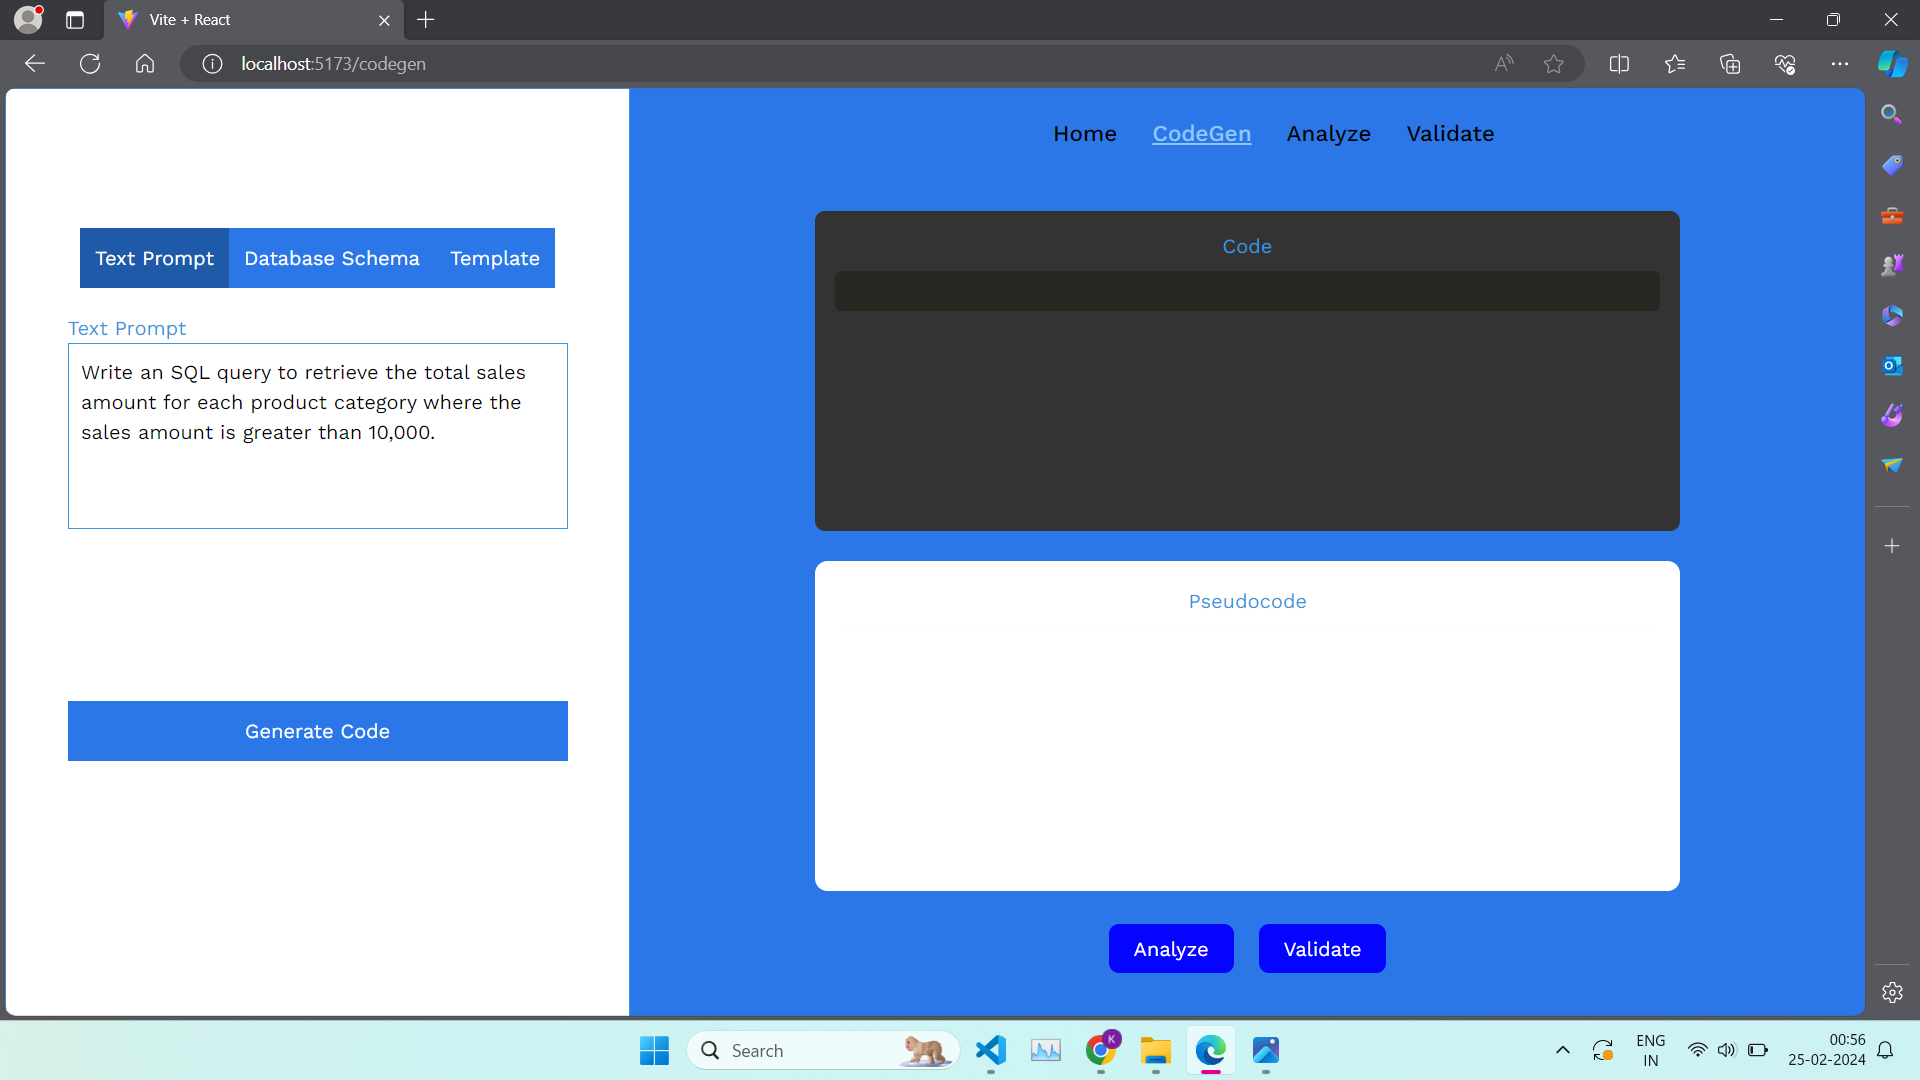 Vite + React
localhost:5173/codegen
Home CodeGen Analyze Validate
Text Prompt Database Schema Template
Text Prompt
Write an SQL query to retrieve the total sales
amount for each product category where the
sales amount is greater than 10,000.
Generate Code
Code
Pseudocode
Analyze Validate
Search
K
ENG
IN
00:56
25-02-2024